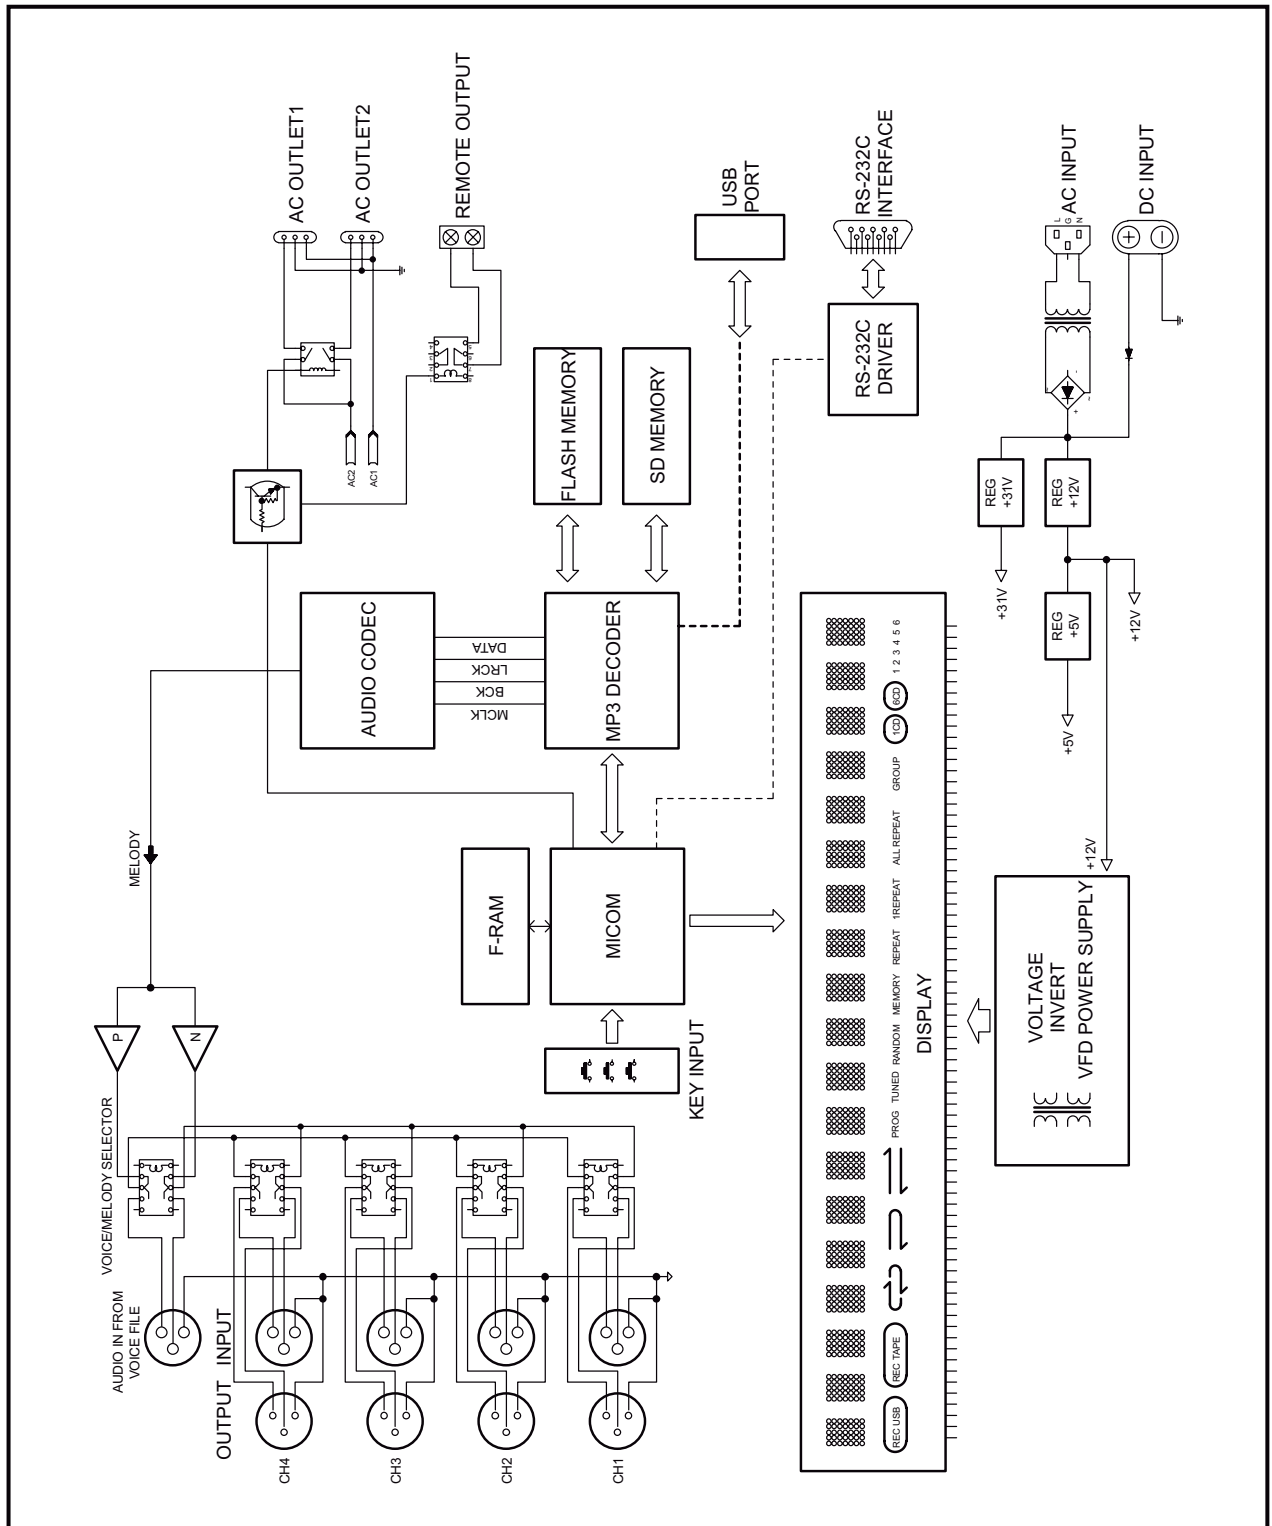 AC OUTLET1
AC OUTLET2
REMOTE OUTPUT
USB
PORT
RS-232C
INTERFACE
AC INPUT
L
G
N
DC INPUT
AC2
AC1
FLASH MEMORY
SD MEMORY
RS-232C
DRIVER
REG
+31V
REG
+12V
+31V
REG
+5V
+12V
+5V
+12V
AUDIO CODEC
DATA
LRCK
BCK
MCLK
MP3 DECODER
MELODY
F-RAM
MICOM
KEY INPUT
P
N
VOICE/MELODY SELECTOR
AUDIO IN FROM
VOICE FILE
OUTPUT INPUT
CH4
CH3
CH2
CH1
REC USB
REC TAPE
PROG
TUNED
RANDOM
MEMORY
REPEAT
1REPEAT
ALL REPEAT
GROUP
1CD
6CD
1 2 3 4 5 6
DISPLAY
VOLTAGE
INVERT
VFD POWER SUPPLY